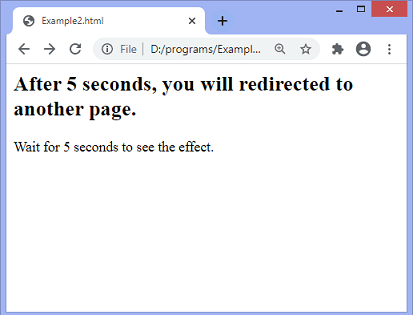 Example2.html
File
D:/programs/Exampl...
After 5 seconds, you will redirected to
another page.
Wait for 5 seconds to see the effect.